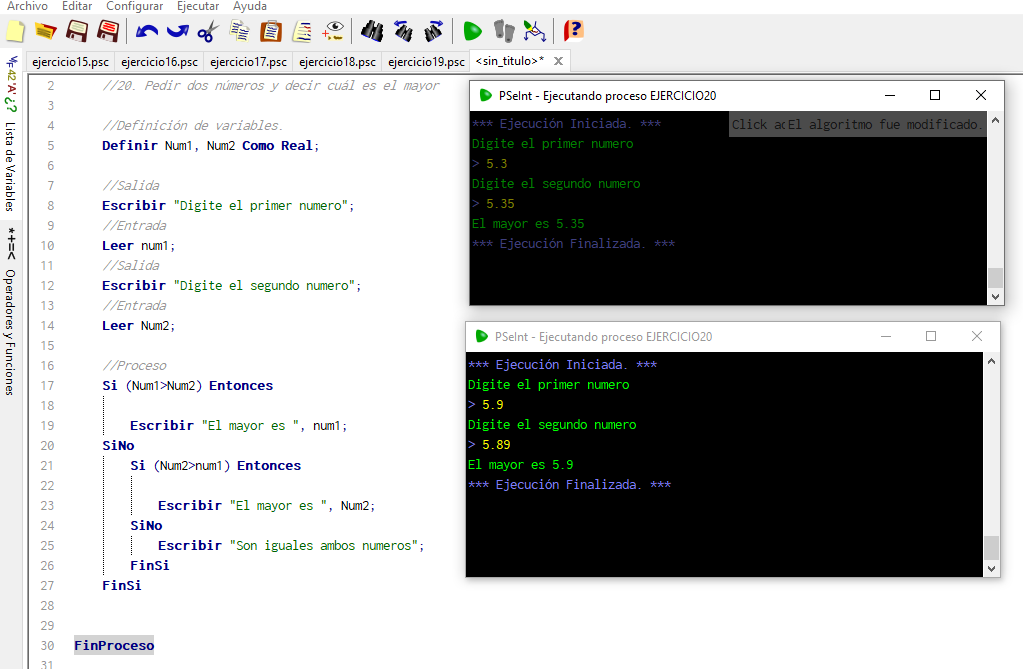 Archivo Editar Configurar Ejecutar Ayuda
ejercicio15.psc ejercicio16.psc ejercicio17.psc ejercicio18.psc ejercicio19.psc <sin_titulo>*
Lista de Variables
*+=< Operadores y Funciones
2 //20. Pedir dos números y decir cuál es el mayor
3
4 //Definición de variables.
5 Definir Num1, Num2 Como Real;
6
7 //Salida
8 Escribir "Digite el primer numero";
9 //Entrada
10 Leer num1;
11 //Salida
12 Escribir "Digite el segundo numero";
13 //Entrada
14 Leer Num2;
15
16 //Proceso
17 Si (Num1>Num2) Entonces
18
19 Escribir "El mayor es ", num1;
20 SiNo
21 Si (Num2>num1) Entonces
22
23 Escribir "El mayor es ", Num2;
24 SiNo
25 Escribir "Son iguales ambos numeros";
26 FinSi
27 FinSi
28
29
30 FinProceso
31
PSeInt - Ejecutando proceso EJERCICIO20
*** Ejecución Iniciada. ***
Click El algoritmo fue modificado.
Digite el primer numero
> 5.3
Digite el segundo numero
> 5.35
El mayor es 5.35
*** Ejecución Finalizada. ***
PSeInt - Ejecutando proceso EJERCICIO20
*** Ejecución Iniciada. ***
Digite el primer numero
> 5.9
Digite el segundo numero
> 5.89
El mayor es 5.9
*** Ejecución Finalizada. ***